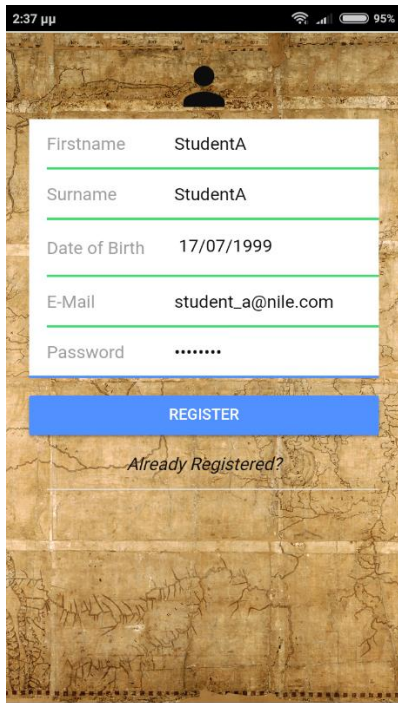 2:37 μμ 95%
Firstname StudentA
Surname StudentA
Date of Birth 17/07/1999
E-Mail student_a@nile.com
Password ••••••••
REGISTER
Already Registered?